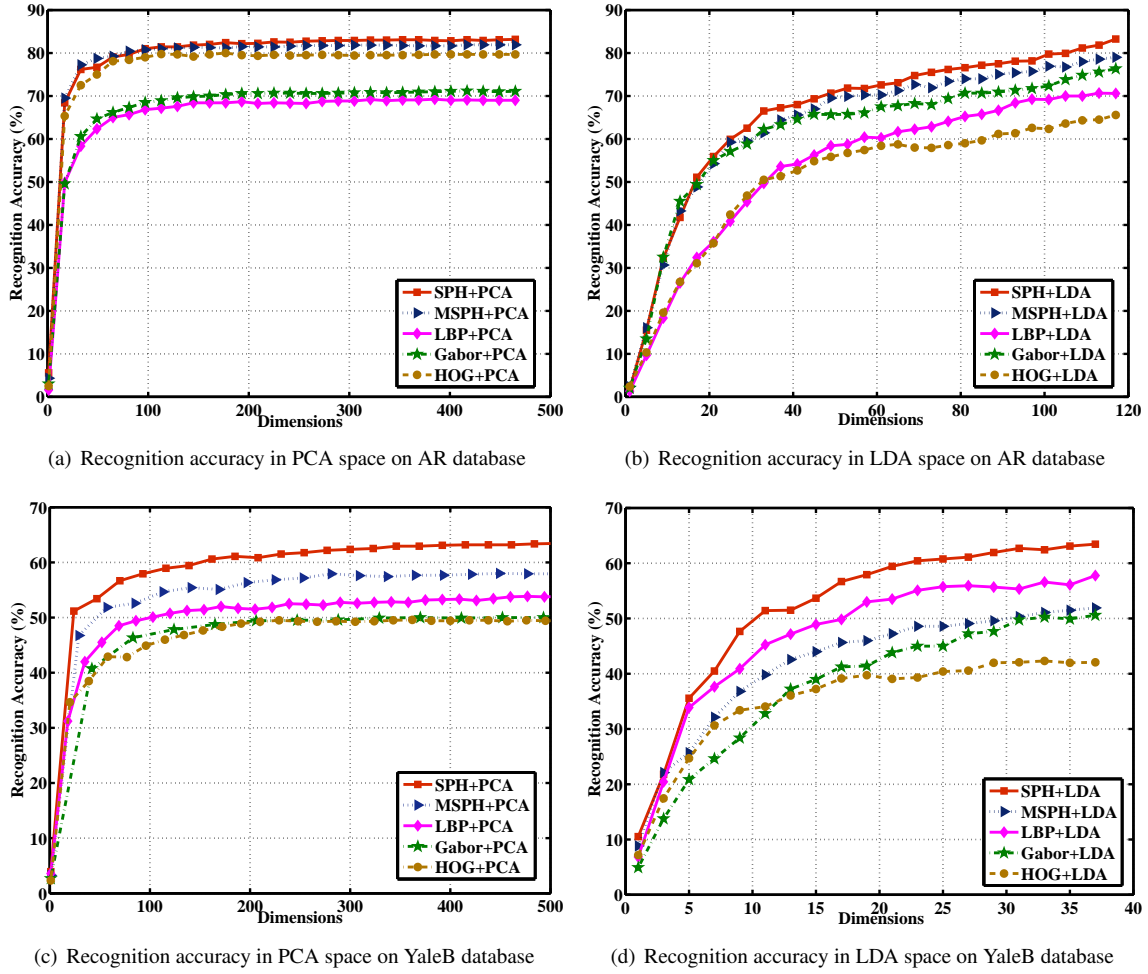 90
80
70
60
50
40
30
20
10
0
Recognition Accuracy (%)
0 100 200 300 400 500
Dimensions
SPH+PCA
MSPH+PCA
LBP+PCA
Gabor+PCA
HOG+PCA
(a) Recognition accuracy in PCA space on AR database
90
80
70
60
50
40
30
20
10
0
Recognition Accuracy (%)
0 20 40 60 80 100 120
Dimensions
SPH+LDA
MSPH+LDA
LBP+LDA
Gabor+LDA
HOG+LDA
(b) Recognition accuracy in LDA space on AR database
70
60
50
40
30
20
10
0
Recognition Accuracy (%)
0 100 200 300 400 500
Dimensions
SPH+PCA
MSPH+PCA
LBP+PCA
Gabor+PCA
HOG+PCA
(c) Recognition accuracy in PCA space on YaleB database
70
60
50
40
30
20
10
0
Recognition Accuracy (%)
0 5 10 15 20 25 30 35 40
Dimensions
SPH+LDA
MSPH+LDA
LBP+LDA
Gabor+LDA
HOG+LDA
(d) Recognition accuracy in LDA space on YaleB database